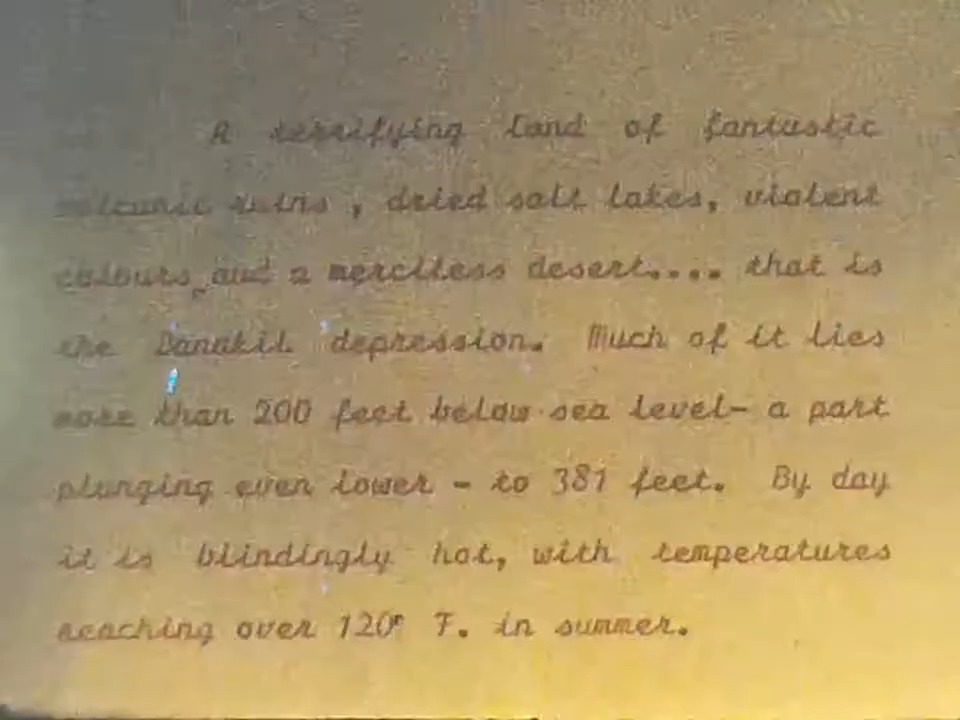 A terrifying land of fantastic
volcanic ruins, dried salt lakes, violent
colours and a merciless desert.... that is
the Danakil depression. Much of it lies
more than 200 feet below sea level- a part
plunging even lower - to 381 feet. By day
it is blindingly hot, with temperatures
reaching over 120° F. in summer.